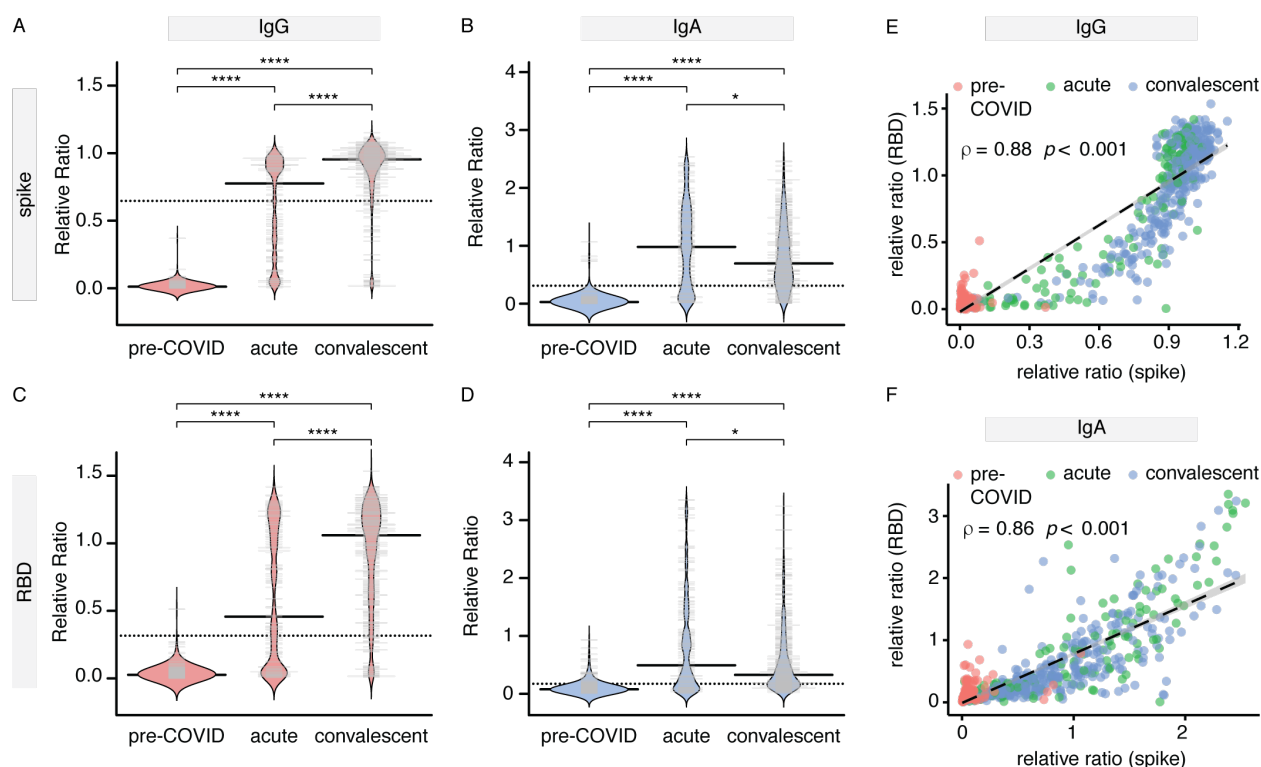 A
IgG
spike
Relative Ratio
1.5
1.0
0.5
0.0
****
****
****
pre-COVID acute convalescent
B
IgA
Relative Ratio
4
3
2
1
0
****
****
*
pre-COVID acute convalescent
E
IgG
pre-COVID acute convalescent
ρ = 0.88 p < 0.001
relative ratio (RBD)
1.5
1.0
0.5
0.0
0.0 0.3 0.6 0.9 1.2
relative ratio (spike)
C
RBD
Relative Ratio
1.5
1.0
0.5
0.0
****
****
****
pre-COVID acute convalescent
D
Relative Ratio
4
3
2
1
0
****
****
*
pre-COVID acute convalescent
F
IgA
pre-COVID acute convalescent
ρ = 0.86 p < 0.001
relative ratio (RBD)
3
2
1
0
0 1 2
relative ratio (spike)